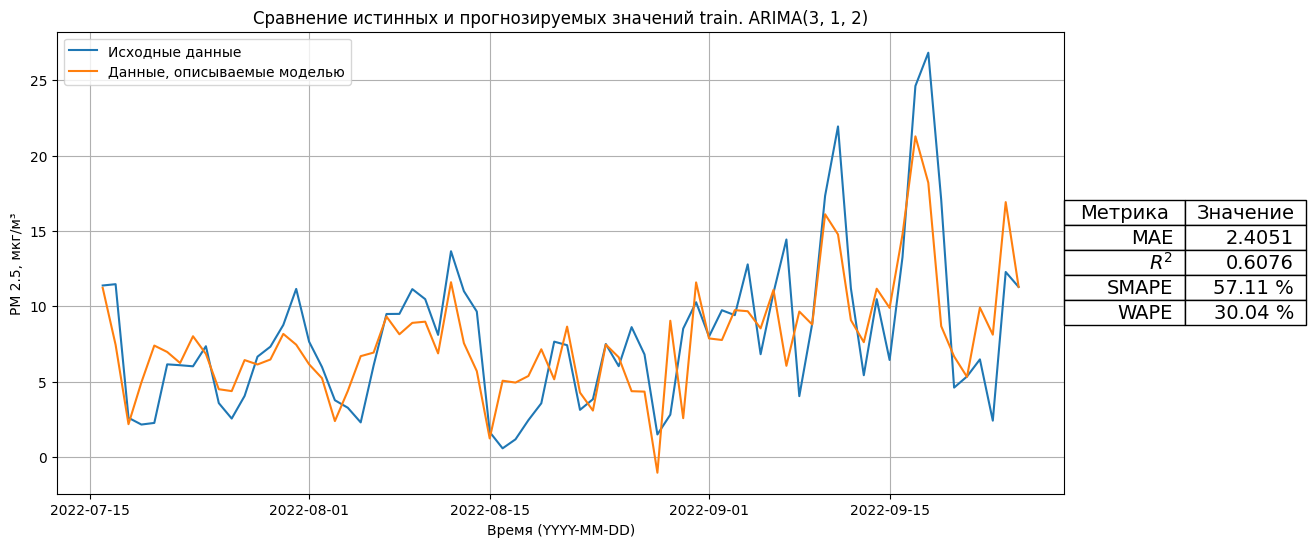 Сравнение истинных и прогнозируемых значений train. ARIMA(3, 1, 2)
Исходные данные
Данные, описываемые моделью
PM 2.5, мкг/м³
25
20
15
10
5
0
2022-07-15 2022-08-01 2022-08-15 2022-09-01 2022-09-15
Время (YYYY-MM-DD)
Метрика Значение
MAE 2.4051
R² 0.6076
SMAPE 57.11 %
WAPE 30.04 %